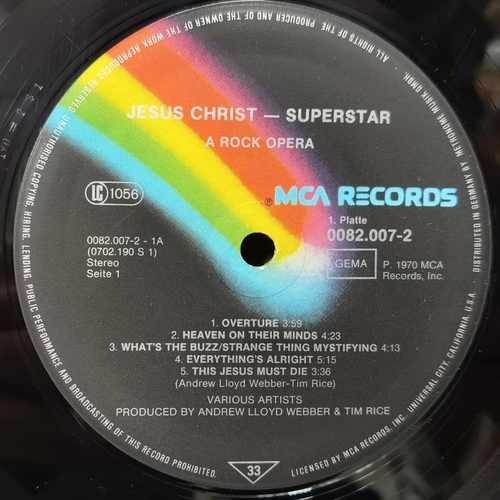 JESUS CHRIST — SUPERSTAR
A ROCK OPERA
LC 1056
® MCA RECORDS
1. Platte
0082.007-2
0082.007-2 - 1A
(0702.190 S 1)
Stereo
Seite 1
GEMA
P. 1970 MCA
Records, Inc.
1. OVERTURE 3:59
2. HEAVEN ON THEIR MINDS 4:23
3. WHAT'S THE BUZZ/STRANGE THING MYSTIFYING 4:13
4. EVERYTHING'S ALRIGHT 5:15
5. THIS JESUS MUST DIE 3:36
(Andrew Lloyd Webber-Tim Rice)
VARIOUS ARTISTS
PRODUCED BY ANDREW LLOYD WEBBER & TIM RICE
33
ALL RIGHTS OF THE PRODUCER AND OF THE OWNER OF THE WORK REPRODUCED RESERVED. UNAUTHORISED COPYING, HIRING, LENDING, PUBLIC PERFORMANCE AND BROADCASTING OF THIS RECORD PROHIBITED.
LICENSED BY MCA RECORDS, INC. UNIVERSAL CITY, CALIFORNIA, U.S.A. · DISTRIBUTED IN GERMANY BY METRONOME MUSIK GMBH.